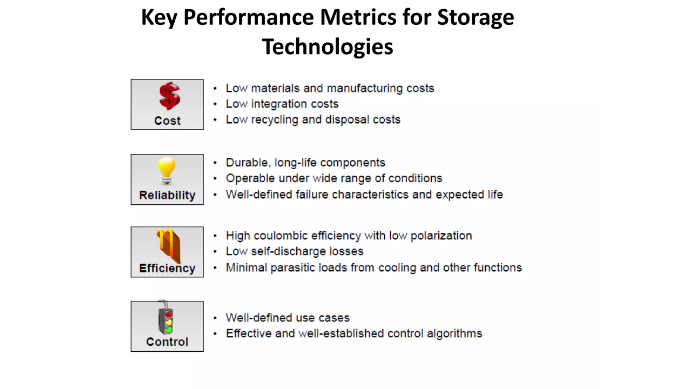 Key Performance Metrics for Storage
Technologies
Cost
• Low materials and manufacturing costs
• Low integration costs
• Low recycling and disposal costs
Reliability
• Durable, long-life components
• Operable under wide range of conditions
• Well-defined failure characteristics and expected life
Efficiency
• High coulombic efficiency with low polarization
• Low self-discharge losses
• Minimal parasitic loads from cooling and other functions
Control
• Well-defined use cases
• Effective and well-established control algorithms